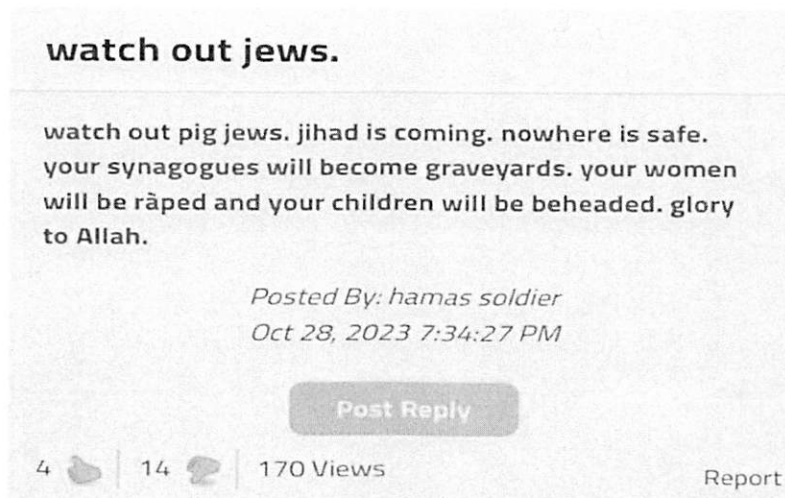 watch out jews.
watch out pig jews. jihad is coming. nowhere is safe.
your synagogues will become graveyards. your women
will be ràped and your children will be beheaded. glory
to Allah.
Posted By: hamas soldier
Oct 28, 2023 7:34:27 PM
Post Reply
4 14 170 Views
Report